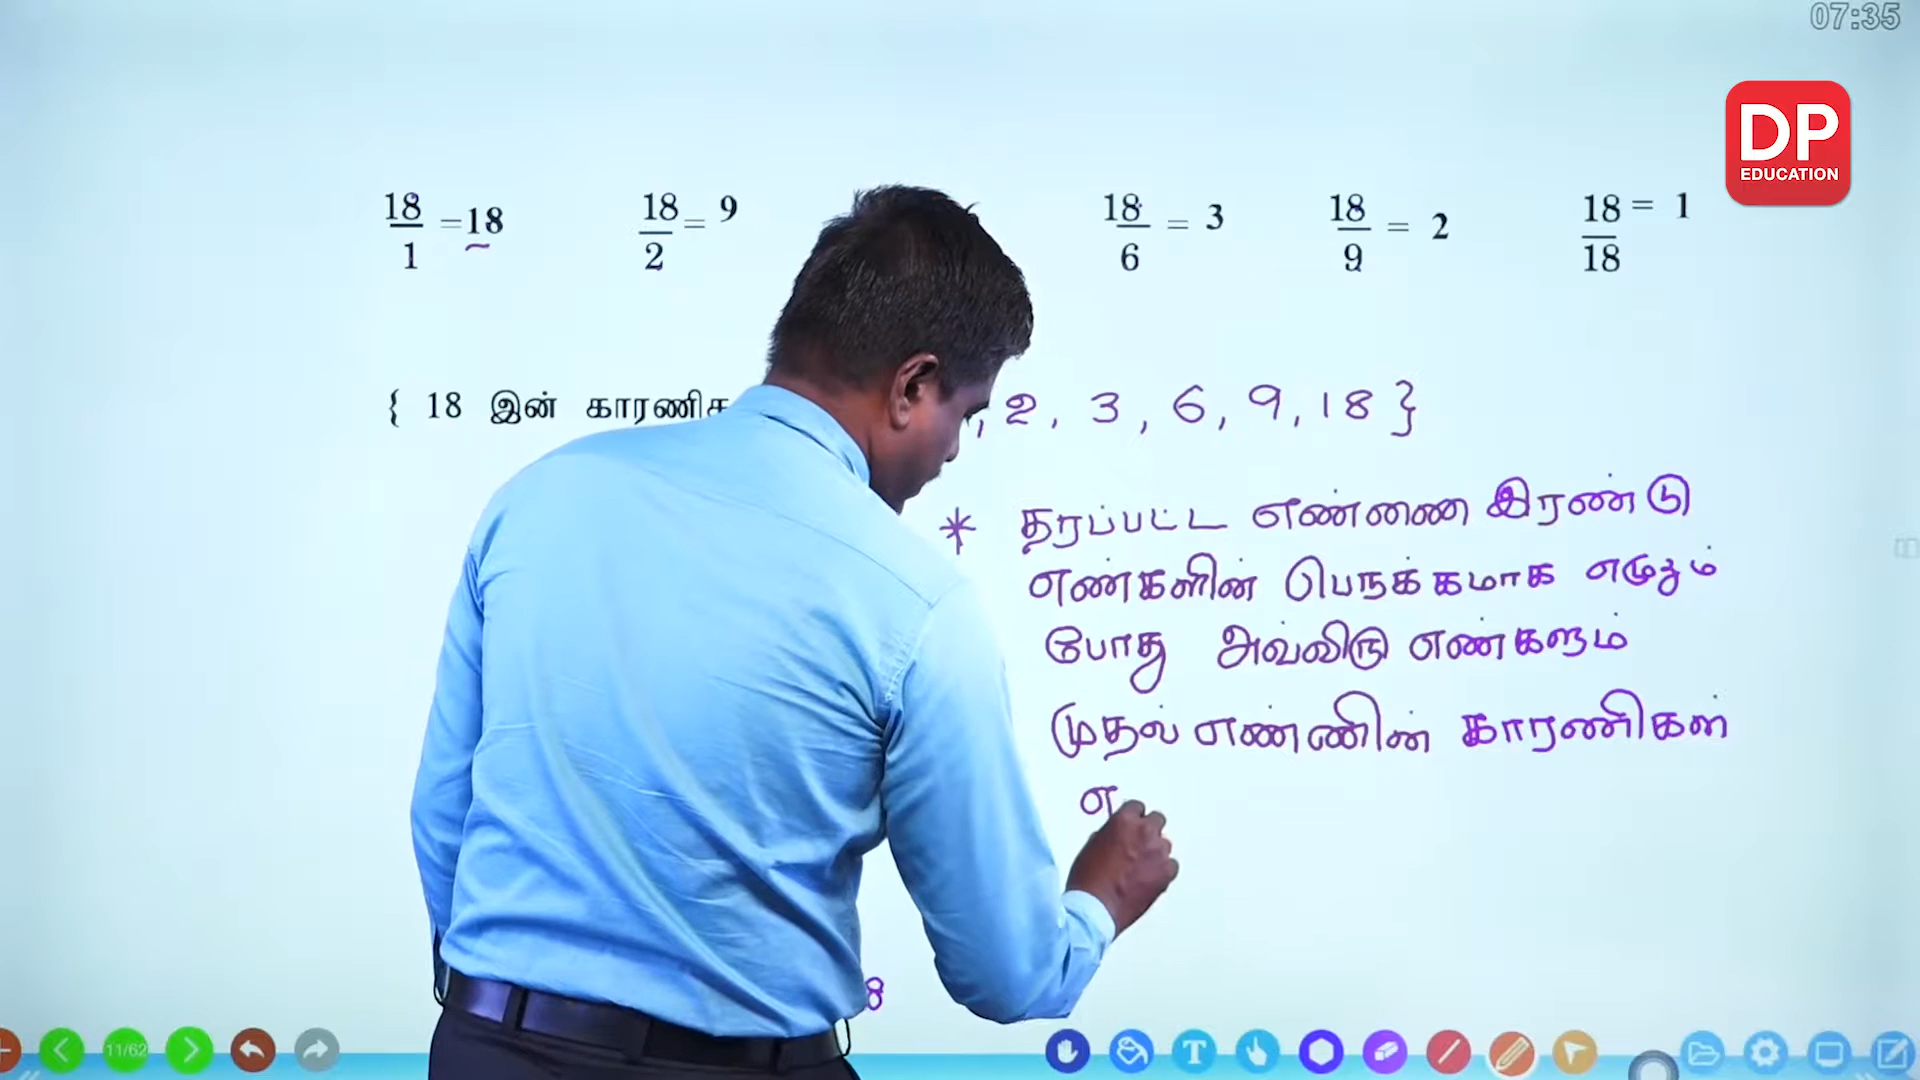 07:35
DP
EDUCATION
18/1 =18 18/2 = 9 18/6 = 3 18/9 = 2 18/18 = 1
{ 18 இன் , 2, 3, 6, 9, 18 }
* தரப்பட்ட எண்ணை இரண்டு
எண்களின் பெருக்கமாக எழுதும்
போது அவ்விரு எண்களும்
முதல் எண்ணின் காரணிகள்
எ
8
11/62